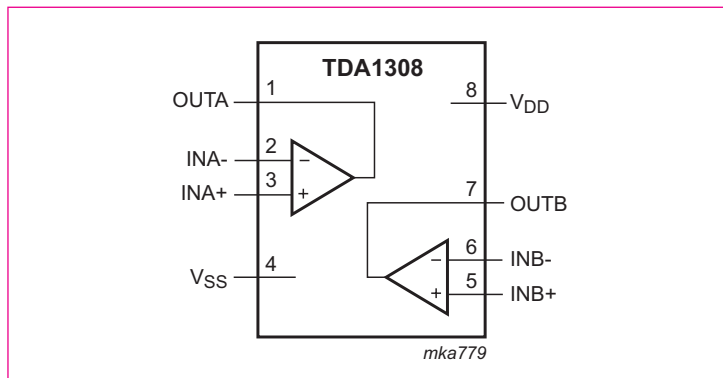 TDA1308
OUTA 1
8 VDD
INA- 2 −
INA+ 3 +
7 OUTB
− 6 INB-
VSS 4
+ 5 INB+
mka779